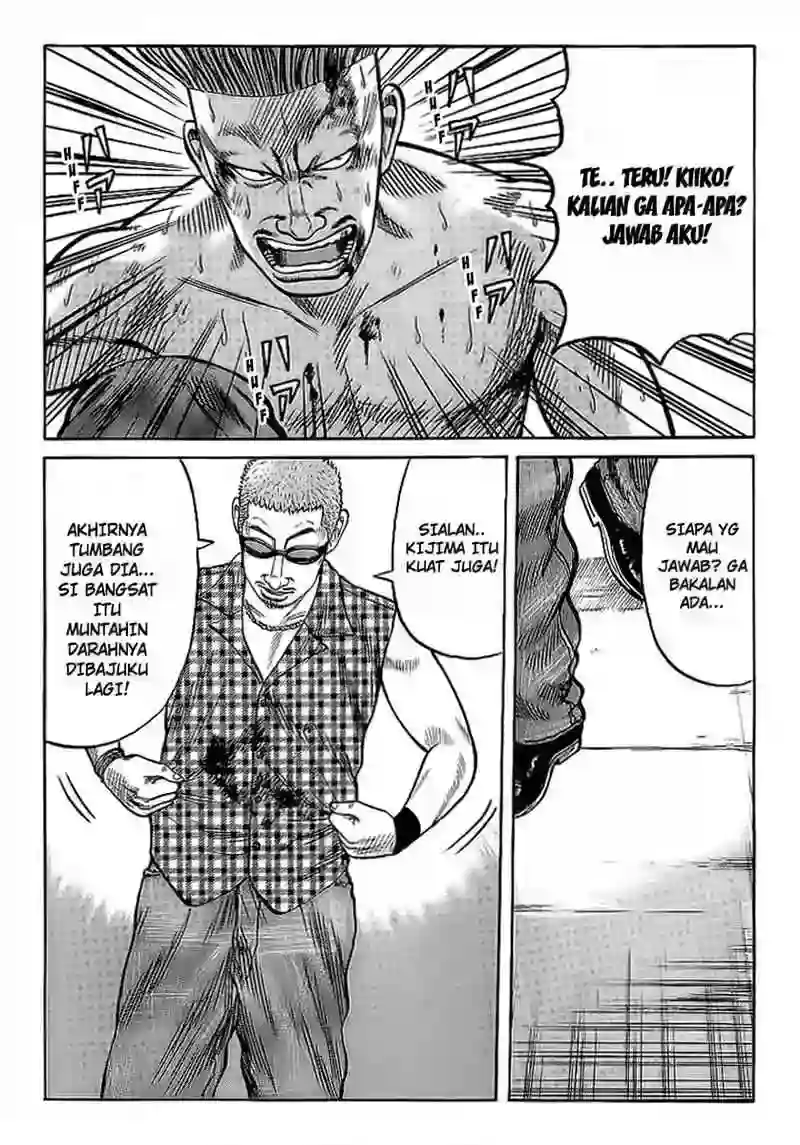 TE.. TERU! KIIKO!
KALIAN GA APA-APA?
JAWAB AKU!
HUFF
HUFF
HUFF
HUFF
SIAPA YG
MAU
JAWAB? GA
BAKALAN
ADA...
SIALAN..
KIJIMA ITU
KUAT JUGA!
AKHIRNYA
TUMBANG
JUGA DIA...
SI BANGSAT
ITU
MUNTAHIN
DARAHNYA
DIBAJUKU
LAGI!